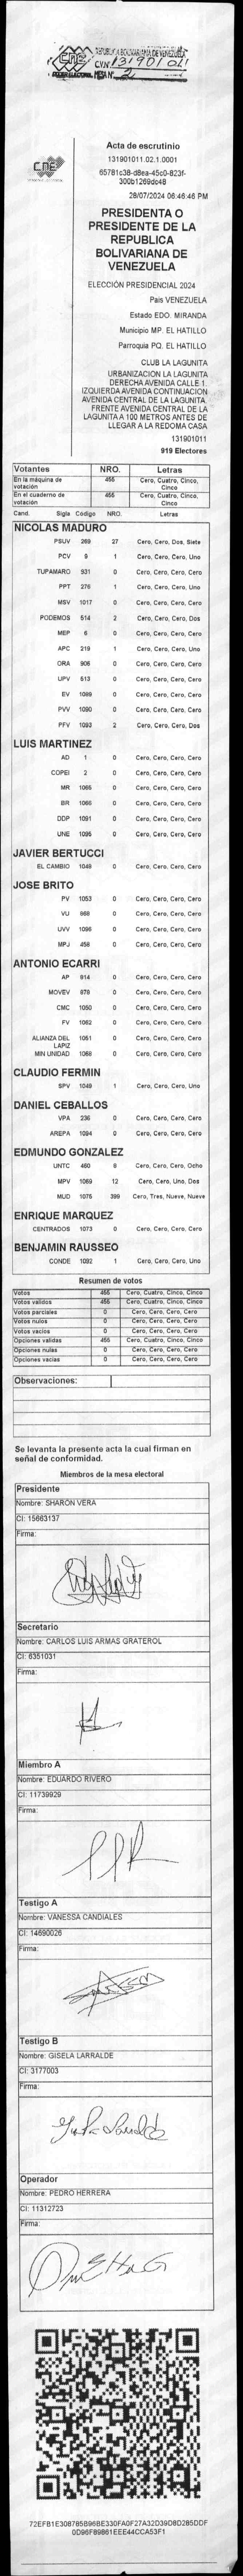 REPUBLICA BOLIVARIANA DE VENEZUELA
cne
C.V.Nº 131901011
PODER ELECTORAL MESA Nº 2
cne
Acta de escrutinio
131901011.02.1.0001
65781c38-d8ea-45c0-823f-
300b1269dc48
28/07/2024 06:46:46 PM
PRESIDENTA O
PRESIDENTE DE LA
REPUBLICA
BOLIVARIANA DE
VENEZUELA
ELECCIÓN PRESIDENCIAL 2024
Pais VENEZUELA
Estado EDO. MIRANDA
Municipio MP. EL HATILLO
Parroquia PQ. EL HATILLO
CLUB LA LAGUNITA
URBANIZACION LA LAGUNITA
DERECHA AVENIDA CALLE 1.
IZQUIERDA AVENIDA CONTINUACION
AVENIDA CENTRAL DE LA LAGUNITA.
FRENTE AVENIDA CENTRAL DE LA
LAGUNITA A 100 METROS ANTES DE
LLEGAR A LA REDOMA CASA
131901011
919 Electores
Votantes NRO. Letras
En la máquina de votación 455 Cero, Cuatro, Cinco, Cinco
En el cuaderno de votación 455 Cero, Cuatro, Cinco, Cinco
Cand. Sigla Código NRO. Letras
NICOLAS MADURO
PSUV 269 27 Cero, Cero, Dos, Siete
PCV 9 1 Cero, Cero, Cero, Uno
TUPAMARO 931 0 Cero, Cero, Cero, Cero
PPT 276 1 Cero, Cero, Cero, Uno
MSV 1017 0 Cero, Cero, Cero, Cero
PODEMOS 514 2 Cero, Cero, Cero, Dos
MEP 6 0 Cero, Cero, Cero, Cero
APC 219 1 Cero, Cero, Cero, Uno
ORA 906 0 Cero, Cero, Cero, Cero
UPV 513 0 Cero, Cero, Cero, Cero
EV 1089 0 Cero, Cero, Cero, Cero
PVV 1090 0 Cero, Cero, Cero, Cero
PFV 1093 2 Cero, Cero, Cero, Dos
LUIS MARTINEZ
AD 1 0 Cero, Cero, Cero, Cero
COPEI 2 0 Cero, Cero, Cero, Cero
MR 1065 0 Cero, Cero, Cero, Cero
BR 1066 0 Cero, Cero, Cero, Cero
DDP 1091 0 Cero, Cero, Cero, Cero
UNE 1095 0 Cero, Cero, Cero, Cero
JAVIER BERTUCCI
EL CAMBIO 1048 0 Cero, Cero, Cero, Cero
JOSE BRITO
PV 1053 0 Cero, Cero, Cero, Cero
VU 868 0 Cero, Cero, Cero, Cero
UVV 1096 0 Cero, Cero, Cero, Cero
MPJ 458 0 Cero, Cero, Cero, Cero
ANTONIO ECARRI
AP 914 0 Cero, Cero, Cero, Cero
MOVEV 878 0 Cero, Cero, Cero, Cero
CMC 1050 0 Cero, Cero, Cero, Cero
FV 1062 0 Cero, Cero, Cero, Cero
ALIANZA DEL LAPIZ 1051 0 Cero, Cero, Cero, Cero
MIN UNIDAD 1068 0 Cero, Cero, Cero, Cero
CLAUDIO FERMIN
SPV 1049 1 Cero, Cero, Cero, Uno
DANIEL CEBALLOS
VPA 236 0 Cero, Cero, Cero, Cero
AREPA 1094 0 Cero, Cero, Cero, Cero
EDMUNDO GONZALEZ
UNTC 460 8 Cero, Cero, Cero, Ocho
MPV 1069 12 Cero, Cero, Uno, Dos
MUD 1075 399 Cero, Tres, Nueve, Nueve
ENRIQUE MARQUEZ
CENTRADOS 1073 0 Cero, Cero, Cero, Cero
BENJAMIN RAUSSEO
CONDE 1092 1 Cero, Cero, Cero, Uno
Resumen de votos
Votos 455 Cero, Cuatro, Cinco, Cinco
Votos validos 455 Cero, Cuatro, Cinco, Cinco
Votos parciales 0 Cero, Cero, Cero, Cero
Votos nulos 0 Cero, Cero, Cero, Cero
Votos vacios 0 Cero, Cero, Cero, Cero
Opciones validas 455 Cero, Cuatro, Cinco, Cinco
Opciones nulas 0 Cero, Cero, Cero, Cero
Opciones vacias 0 Cero, Cero, Cero, Cero
Observaciones:
Se levanta la presente acta la cual firman en
señal de conformidad.
Miembros de la mesa electoral
Presidente
Nombre: SHARON VERA
CI: 15663137
Firma:
Secretario
Nombre: CARLOS LUIS ARMAS GRATEROL
CI: 6351031
Firma:
Miembro A
Nombre: EDUARDO RIVERO
CI: 11739929
Firma:
Testigo A
Nombre: VANESSA CANDIALES
CI: 14690026
Firma:
Testigo B
Nombre: GISELA LARRALDE
CI: 3177003
Firma:
Operador
Nombre: PEDRO HERRERA
CI: 11312723
Firma:
72EFB1E308785B96BE330FA0F27A32D39D8D285DDF
0D96F89861EEE44CCA53F1